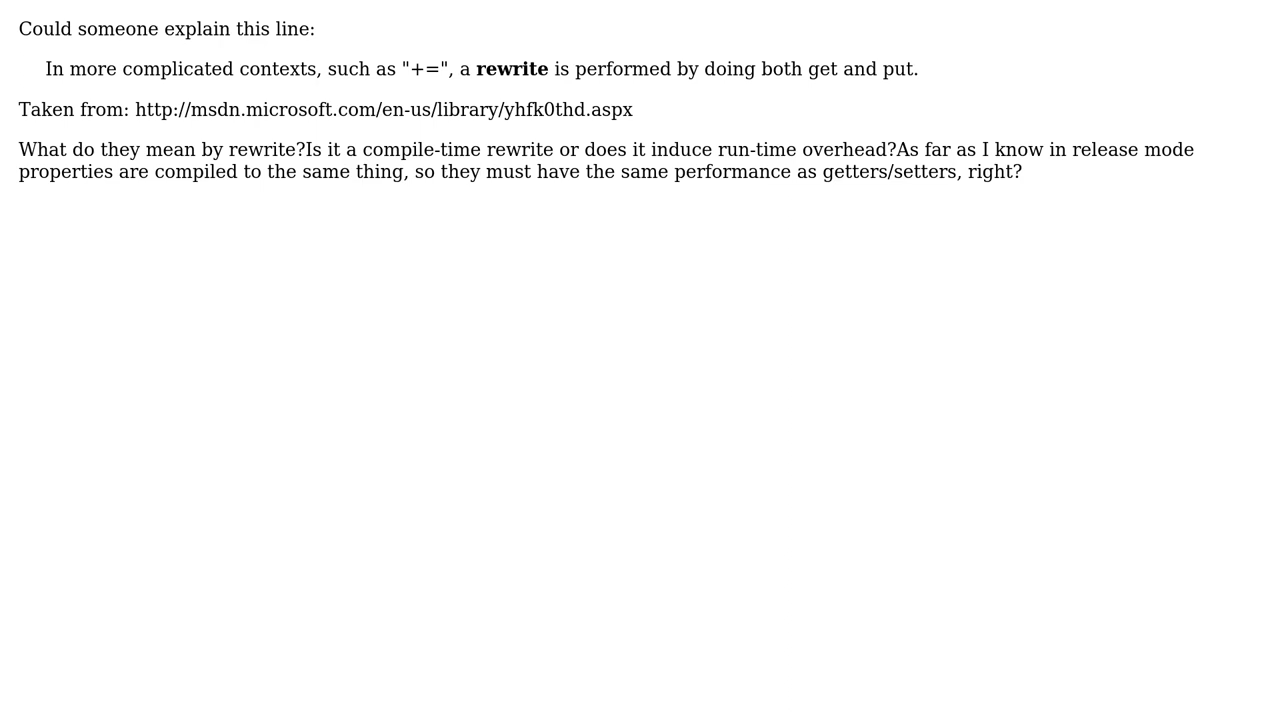 Could someone explain this line:
In more complicated contexts, such as "+=", a rewrite is performed by doing both get and put.
Taken from: http://msdn.microsoft.com/en-us/library/yhfk0thd.aspx
What do they mean by rewrite?Is it a compile-time rewrite or does it induce run-time overhead?As far as I know in release mode
properties are compiled to the same thing, so they must have the same performance as getters/setters, right?